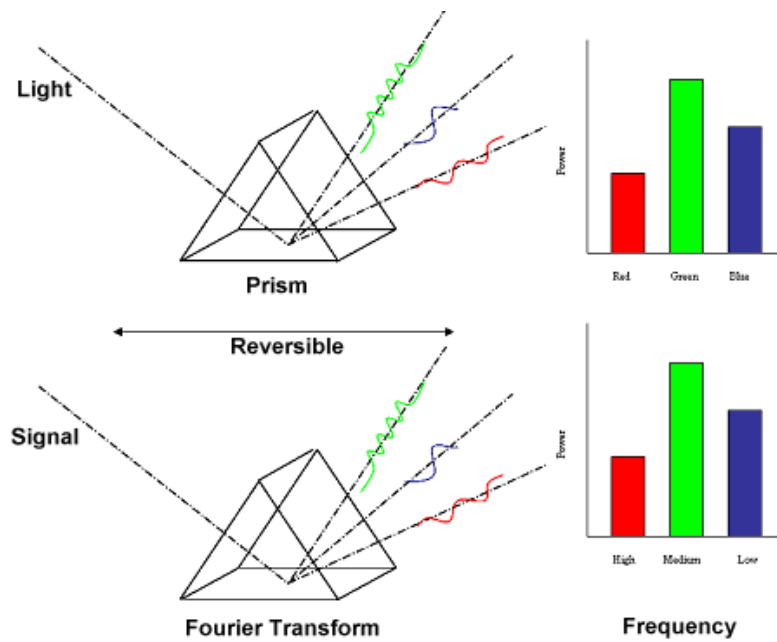 Light
Power
Red Green Blue
Prism
Reversible
Signal
Power
High Medium Low
Fourier Transform
Frequency